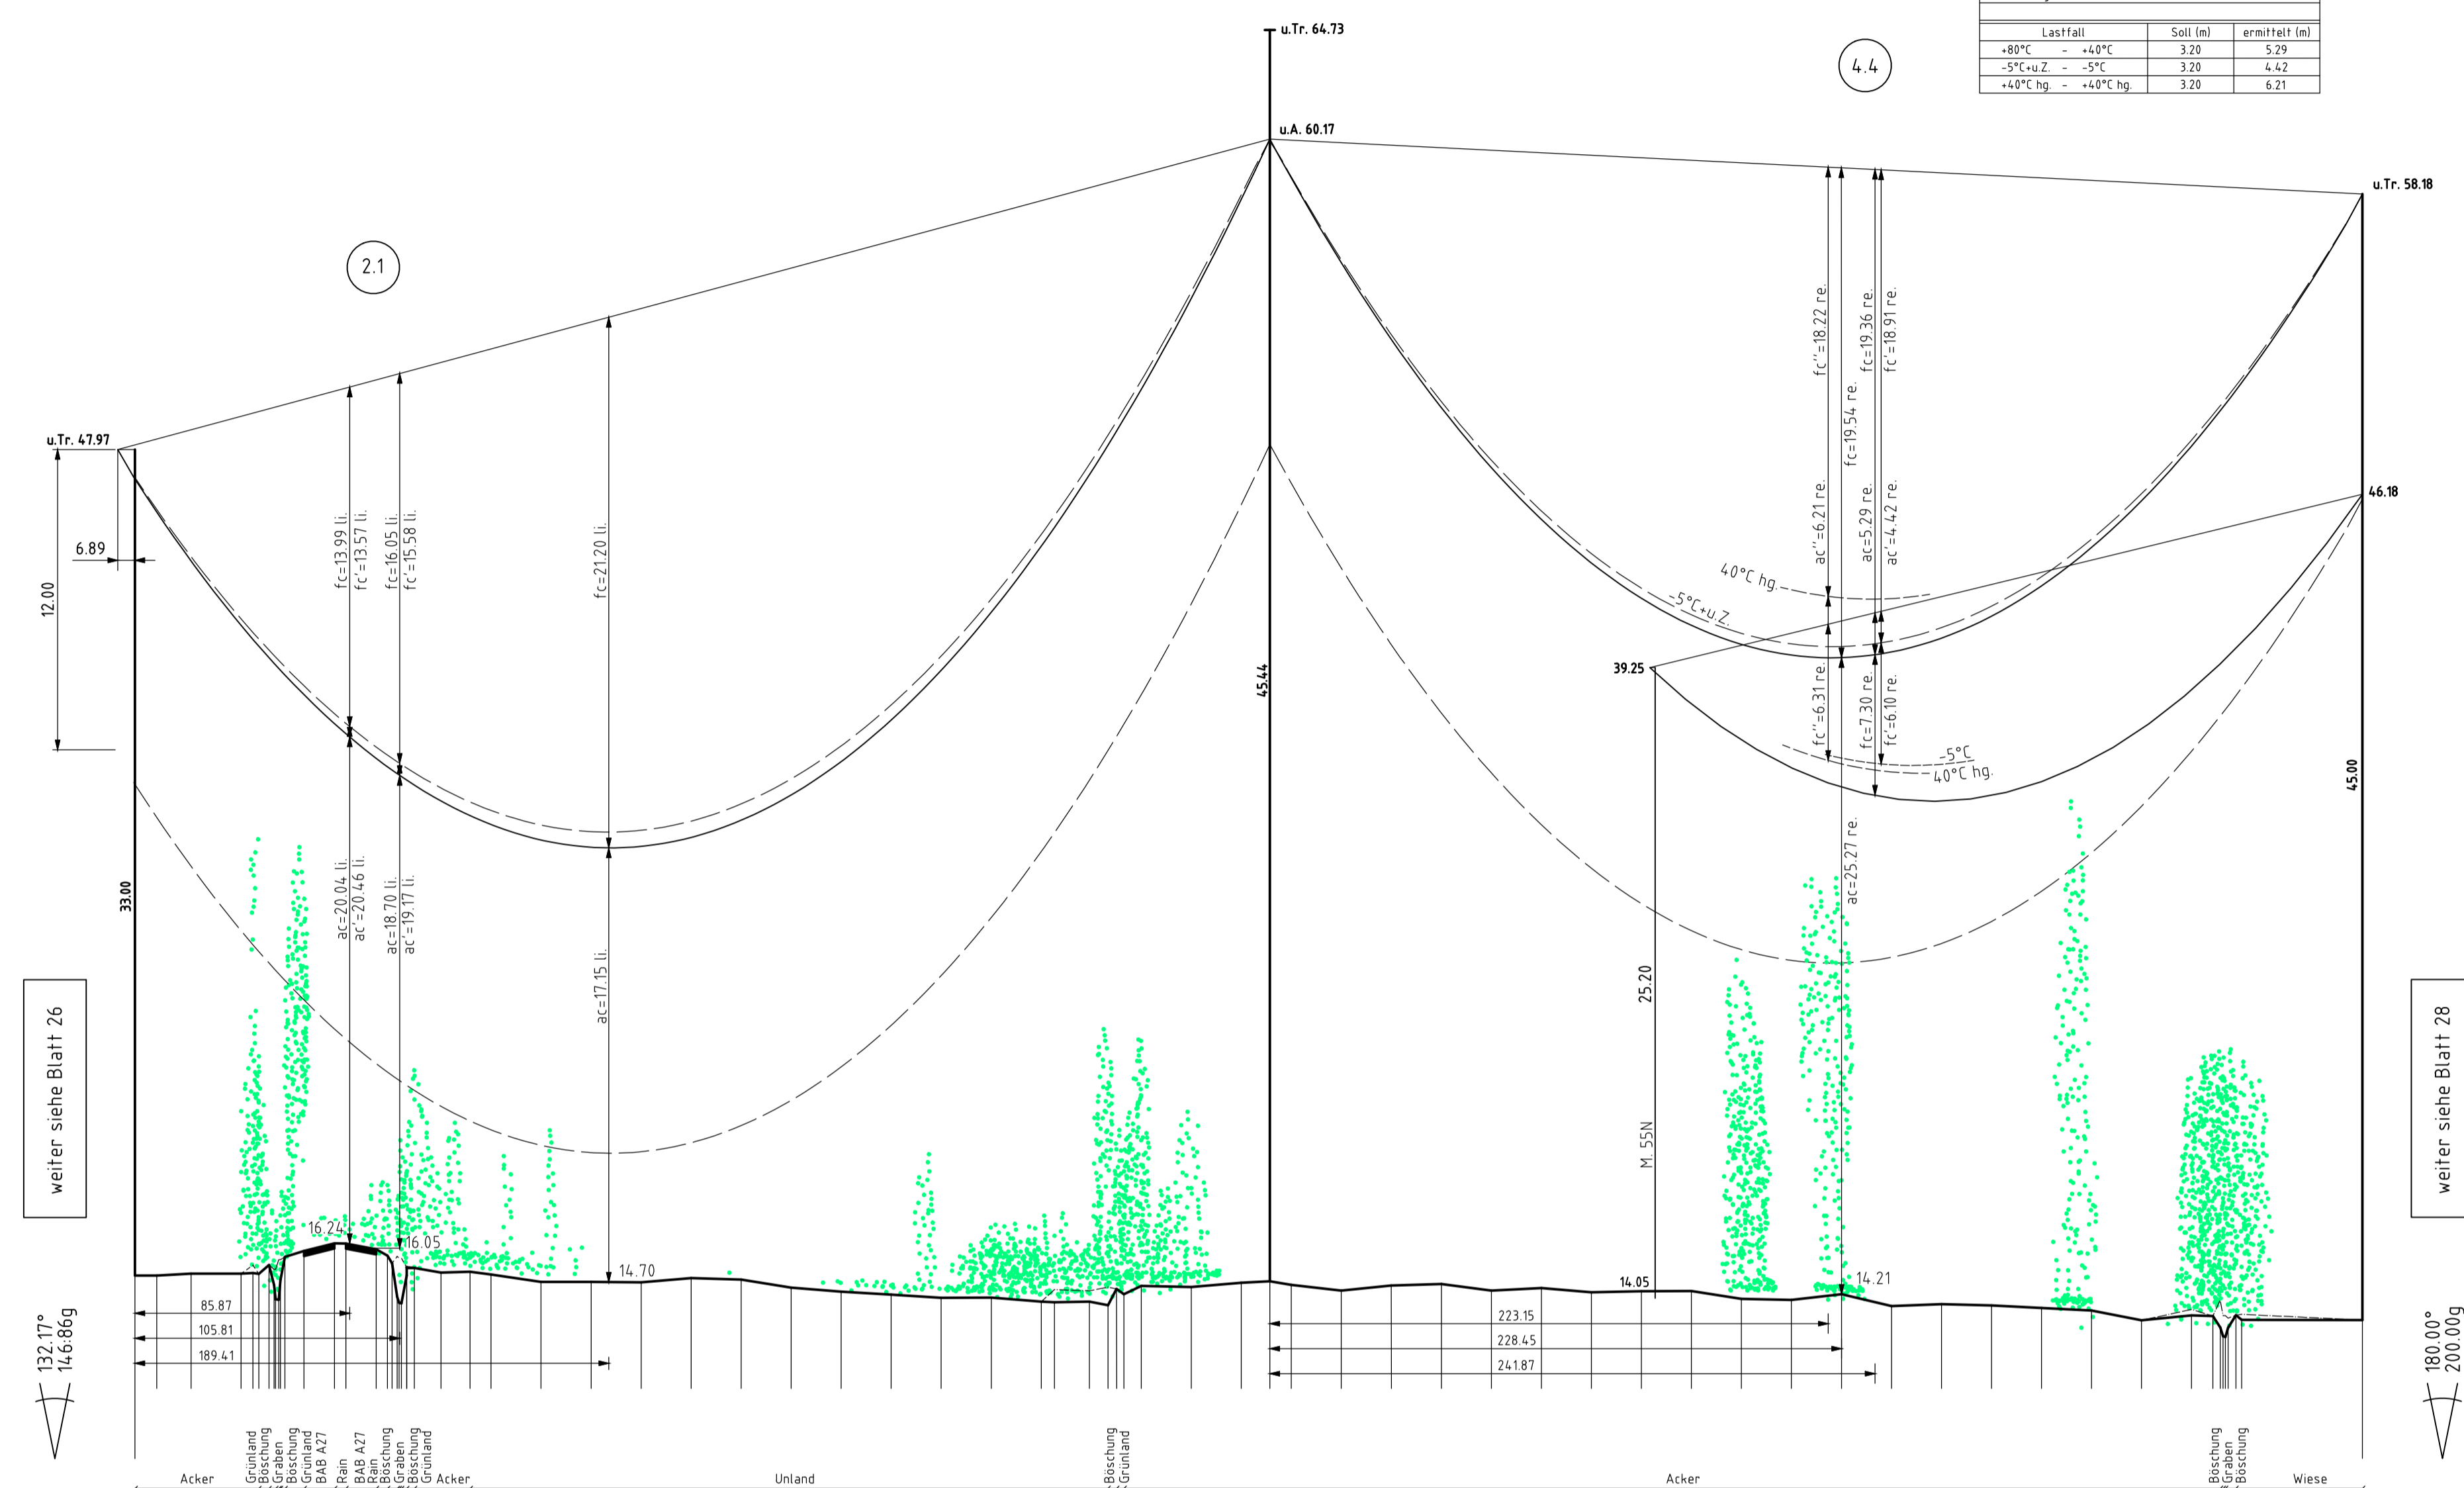 u.Tr. 64.73
4.4
Lastfall Soll (m) ermittelt (m)
+80°C - +40°C 3.20 5.29
-5°C+u.Z. - -5°C 3.20 4.42
+40°C hg. - +40°C hg. 3.20 6.21
u.A. 60.17
u.Tr. 58.18
2.1
u.Tr. 47.97
6.89
12.00
33.00
fc=13.99 li.
fc'=13.57 li.
fc=16.05 li.
fc'=15.58 li.
fc=21.20 li.
ac=20.04 li.
ac'=20.46 li.
ac=18.70 li.
ac'=19.17 li.
ac=17.15 li.
45.44
fc''=18.22 re.
fc=19.54 re.
fc=19.36 re.
fc'=18.91 re.
ac''=6.21 re.
ac=5.29 re.
ac'=4.42 re.
40°C hg.
-5°C+u.Z.
46.18
39.25
fc''=6.31 re.
fc=7.30 re.
fc'=6.10 re.
-5°C
40°C hg.
45.00
ac=25.27 re.
25.20
M. 55N
weiter siehe Blatt 26
weiter siehe Blatt 28
16.24
16.05
14.70
14.05
14.21
85.87
105.81
189.41
223.15
228.45
241.87
132.17°
146.86g
180.00°
200.00g
Acker
Grünland
Böschung
Graben
Böschung
Grünland
BAB A27
Rain
BAB A27
Rain
Böschung
Graben
Böschung
Grünland
Acker
Unland
Böschung
Grünland
Acker
Böschung
Graben
Böschung
Wiese